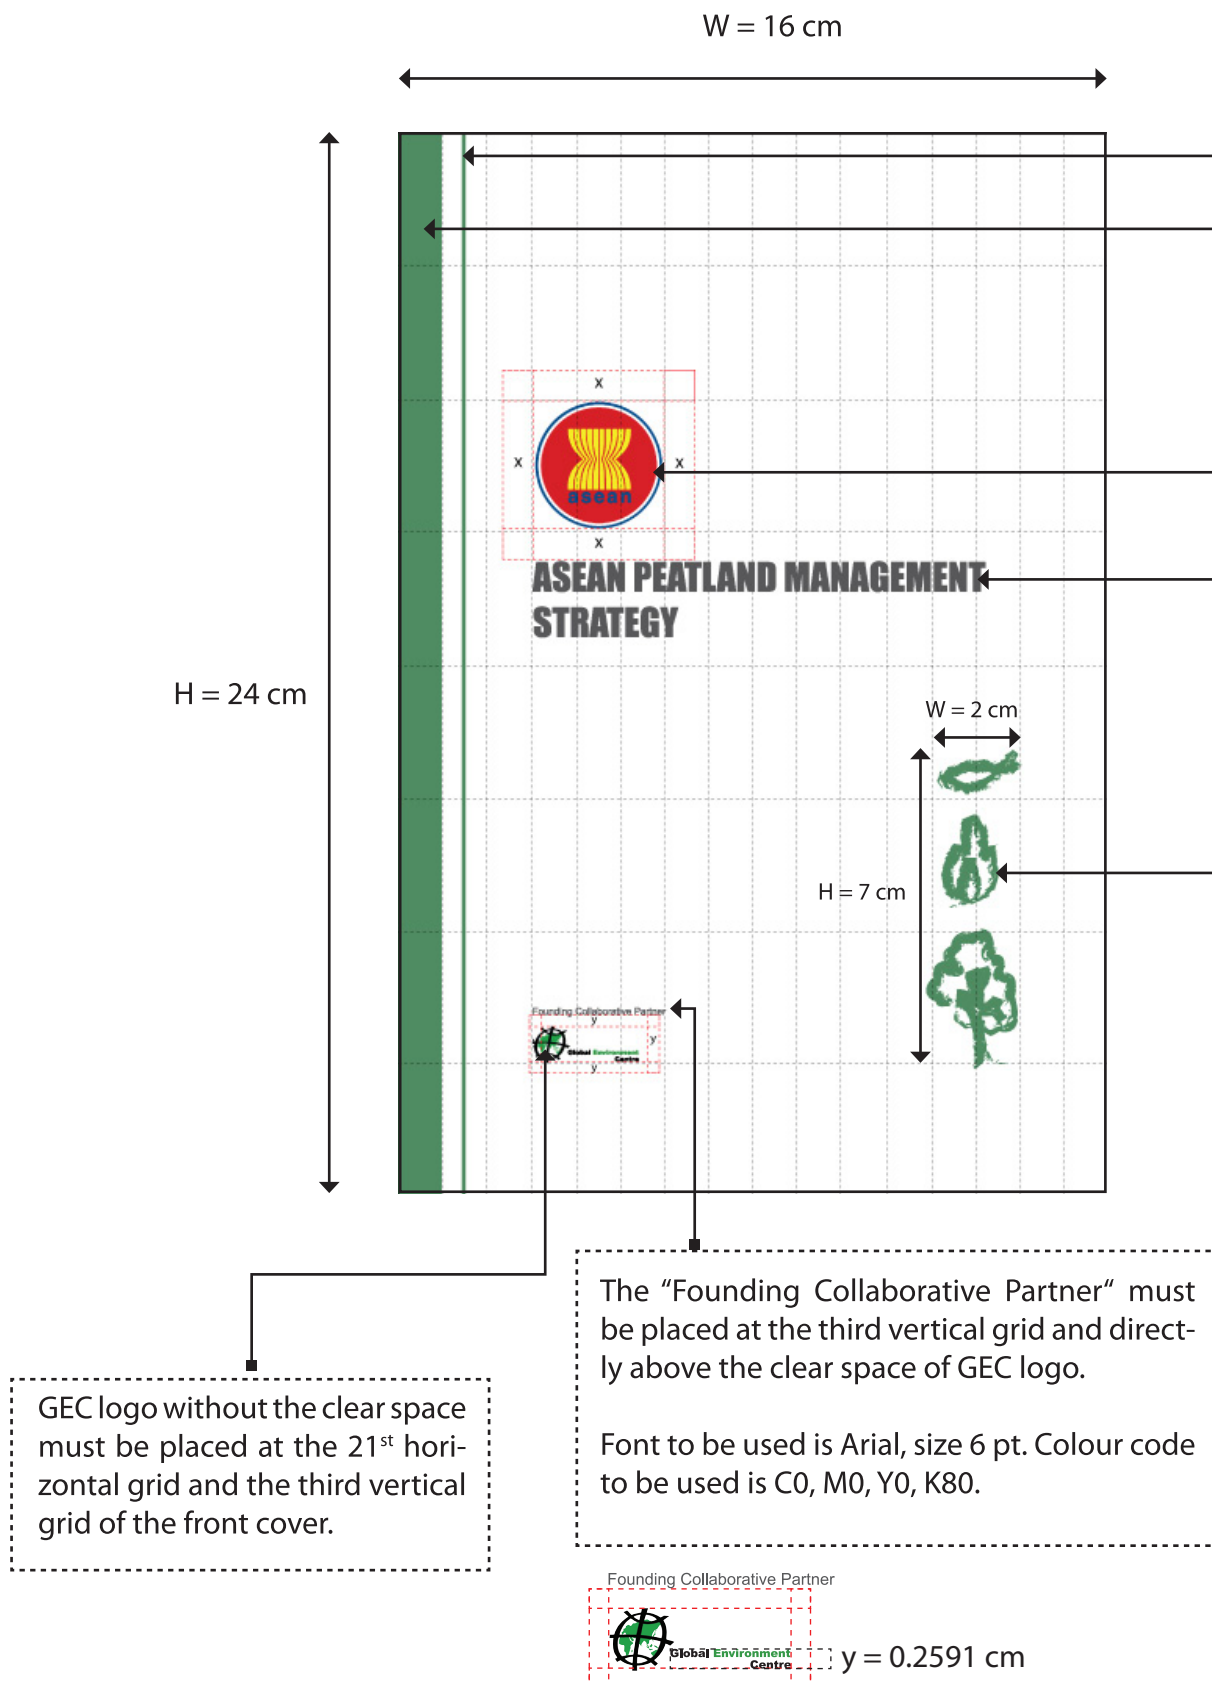 W = 16 cm
x
x
x
asean
x
ASEAN PEATLAND MANAGEMENT
STRATEGY
H = 24 cm
W = 2 cm
H = 7 cm
Founding Collaborative Partner
y
y
Global Environment
Centre
y
The “Founding Collaborative Partner“ must
be placed at the third vertical grid and direct-
ly above the clear space of GEC logo.
Font to be used is Arial, size 6 pt. Colour code
to be used is C0, M0, Y0, K80.
GEC logo without the clear space
must be placed at the 21st hori-
zontal grid and the third vertical
grid of the front cover.
Founding Collaborative Partner
Global Environment
Centre
y = 0.2591 cm